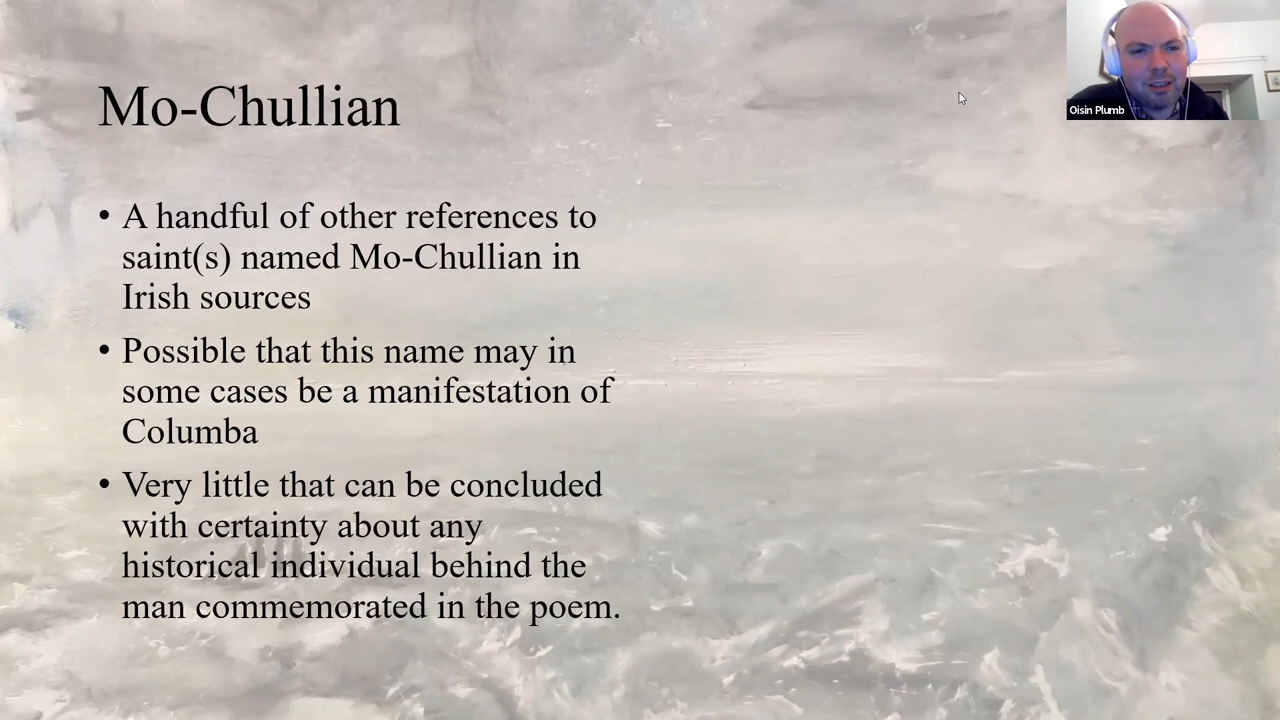 Mo-Chullian
Oisin Plumb
• A handful of other references to
saint(s) named Mo-Chullian in
Irish sources
• Possible that this name may in
some cases be a manifestation of
Columba
• Very little that can be concluded
with certainty about any
historical individual behind the
man commemorated in the poem.